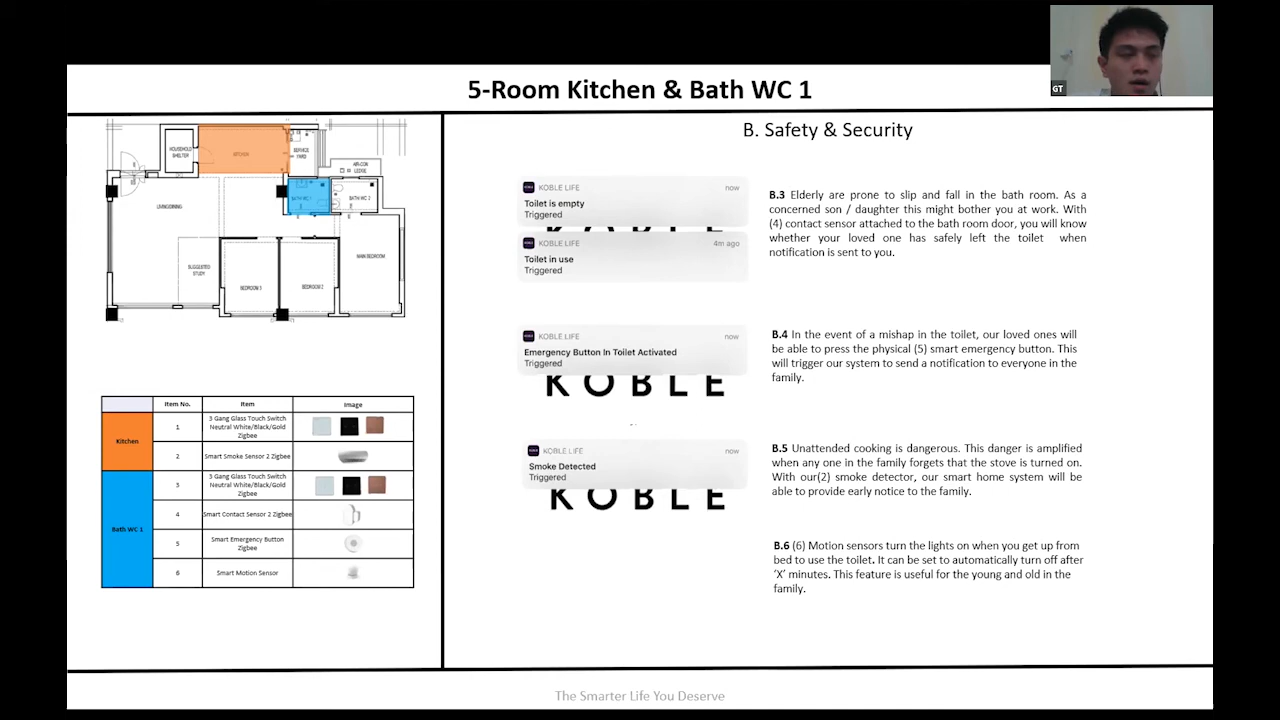 GT
5-Room Kitchen & Bath WC 1
HOUSEHOLD
SHELTER
KITCHEN
SERVICE
YARD
AIR-CON
LEDGE
BATH WC 1
BATH WC 2
LIVING/DINING
SUGGESTED
STUDY
MAIN BEDROOM
BEDROOM 3
BEDROOM 2
Item No.
Item
Image
Kitchen
1
3 Gang Glass Touch Switch
Neutral White/Black/Gold
Zigbee
2
Smart Smoke Sensor 2 Zigbee
Bath WC 1
3
3 Gang Glass Touch Switch
Neutral White/Black/Gold
Zigbee
4
Smart Contact Sensor 2 Zigbee
5
Smart Emergency Button
Zigbee
6
Smart Motion Sensor
B. Safety & Security
KOBLE LIFE
now
Toilet is empty
Triggered
KOBLE LIFE
4m ago
Toilet in use
Triggered
B.3 Elderly are prone to slip and fall in the bath room. As a
concerned son / daughter this might bother you at work. With
(4) contact sensor attached to the bath room door, you will know
whether your loved one has safely left the toilet when
notification is sent to you.
KOBLE LIFE
now
Emergency Button In Toilet Activated
Triggered
KOBLE
B.4 In the event of a mishap in the toilet, our loved ones will
be able to press the physical (5) smart emergency button. This
will trigger our system to send a notification to everyone in the
family.
KOBLE LIFE
now
Smoke Detected
Triggered
KOBLE
B.5 Unattended cooking is dangerous. This danger is amplified
when any one in the family forgets that the stove is turned on.
With our(2) smoke detector, our smart home system will be
able to provide early notice to the family.
B.6 (6) Motion sensors turn the lights on when you get up from
bed to use the toilet. It can be set to automatically turn off after
‘X’ minutes. This feature is useful for the young and old in the
family.
The Smarter Life You Deserve